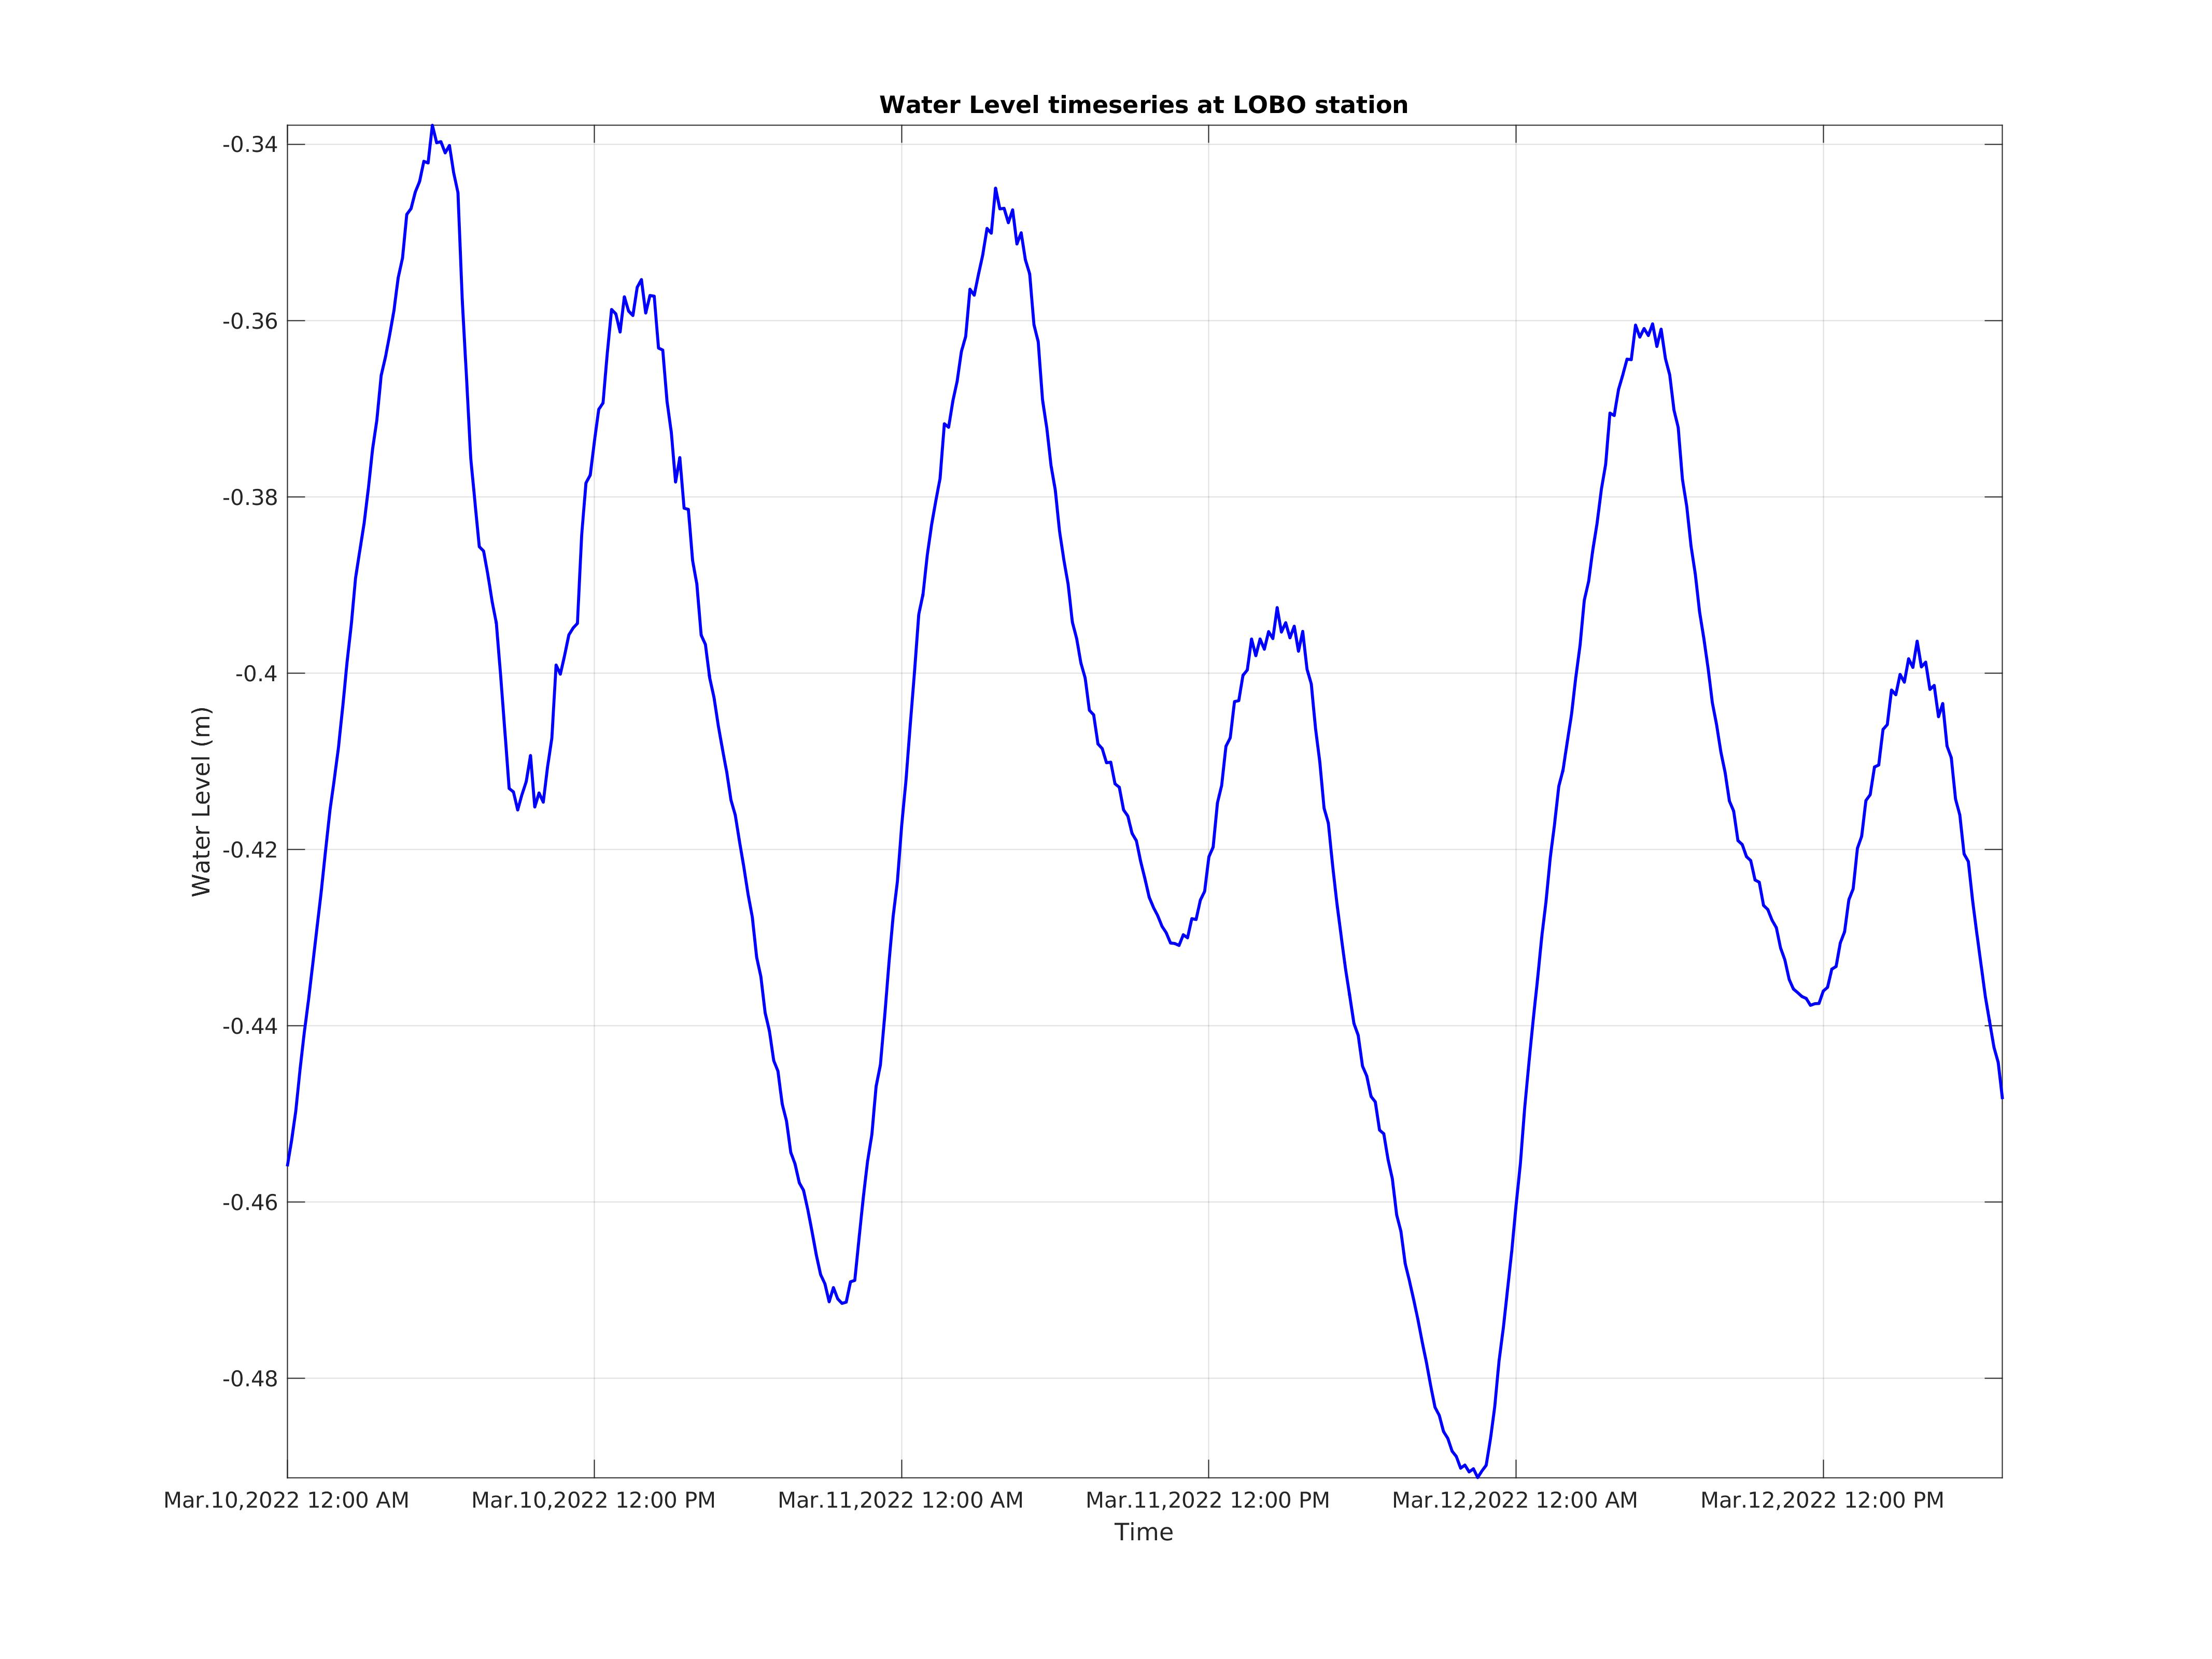 Water Level timeseries at LOBO station
-0.34
-0.36
-0.38
-0.4
-0.42
-0.44
-0.46
-0.48
Water Level (m)
Mar.10,2022 12:00 AM
Mar.10,2022 12:00 PM
Mar.11,2022 12:00 AM
Mar.11,2022 12:00 PM
Mar.12,2022 12:00 AM
Mar.12,2022 12:00 PM
Time